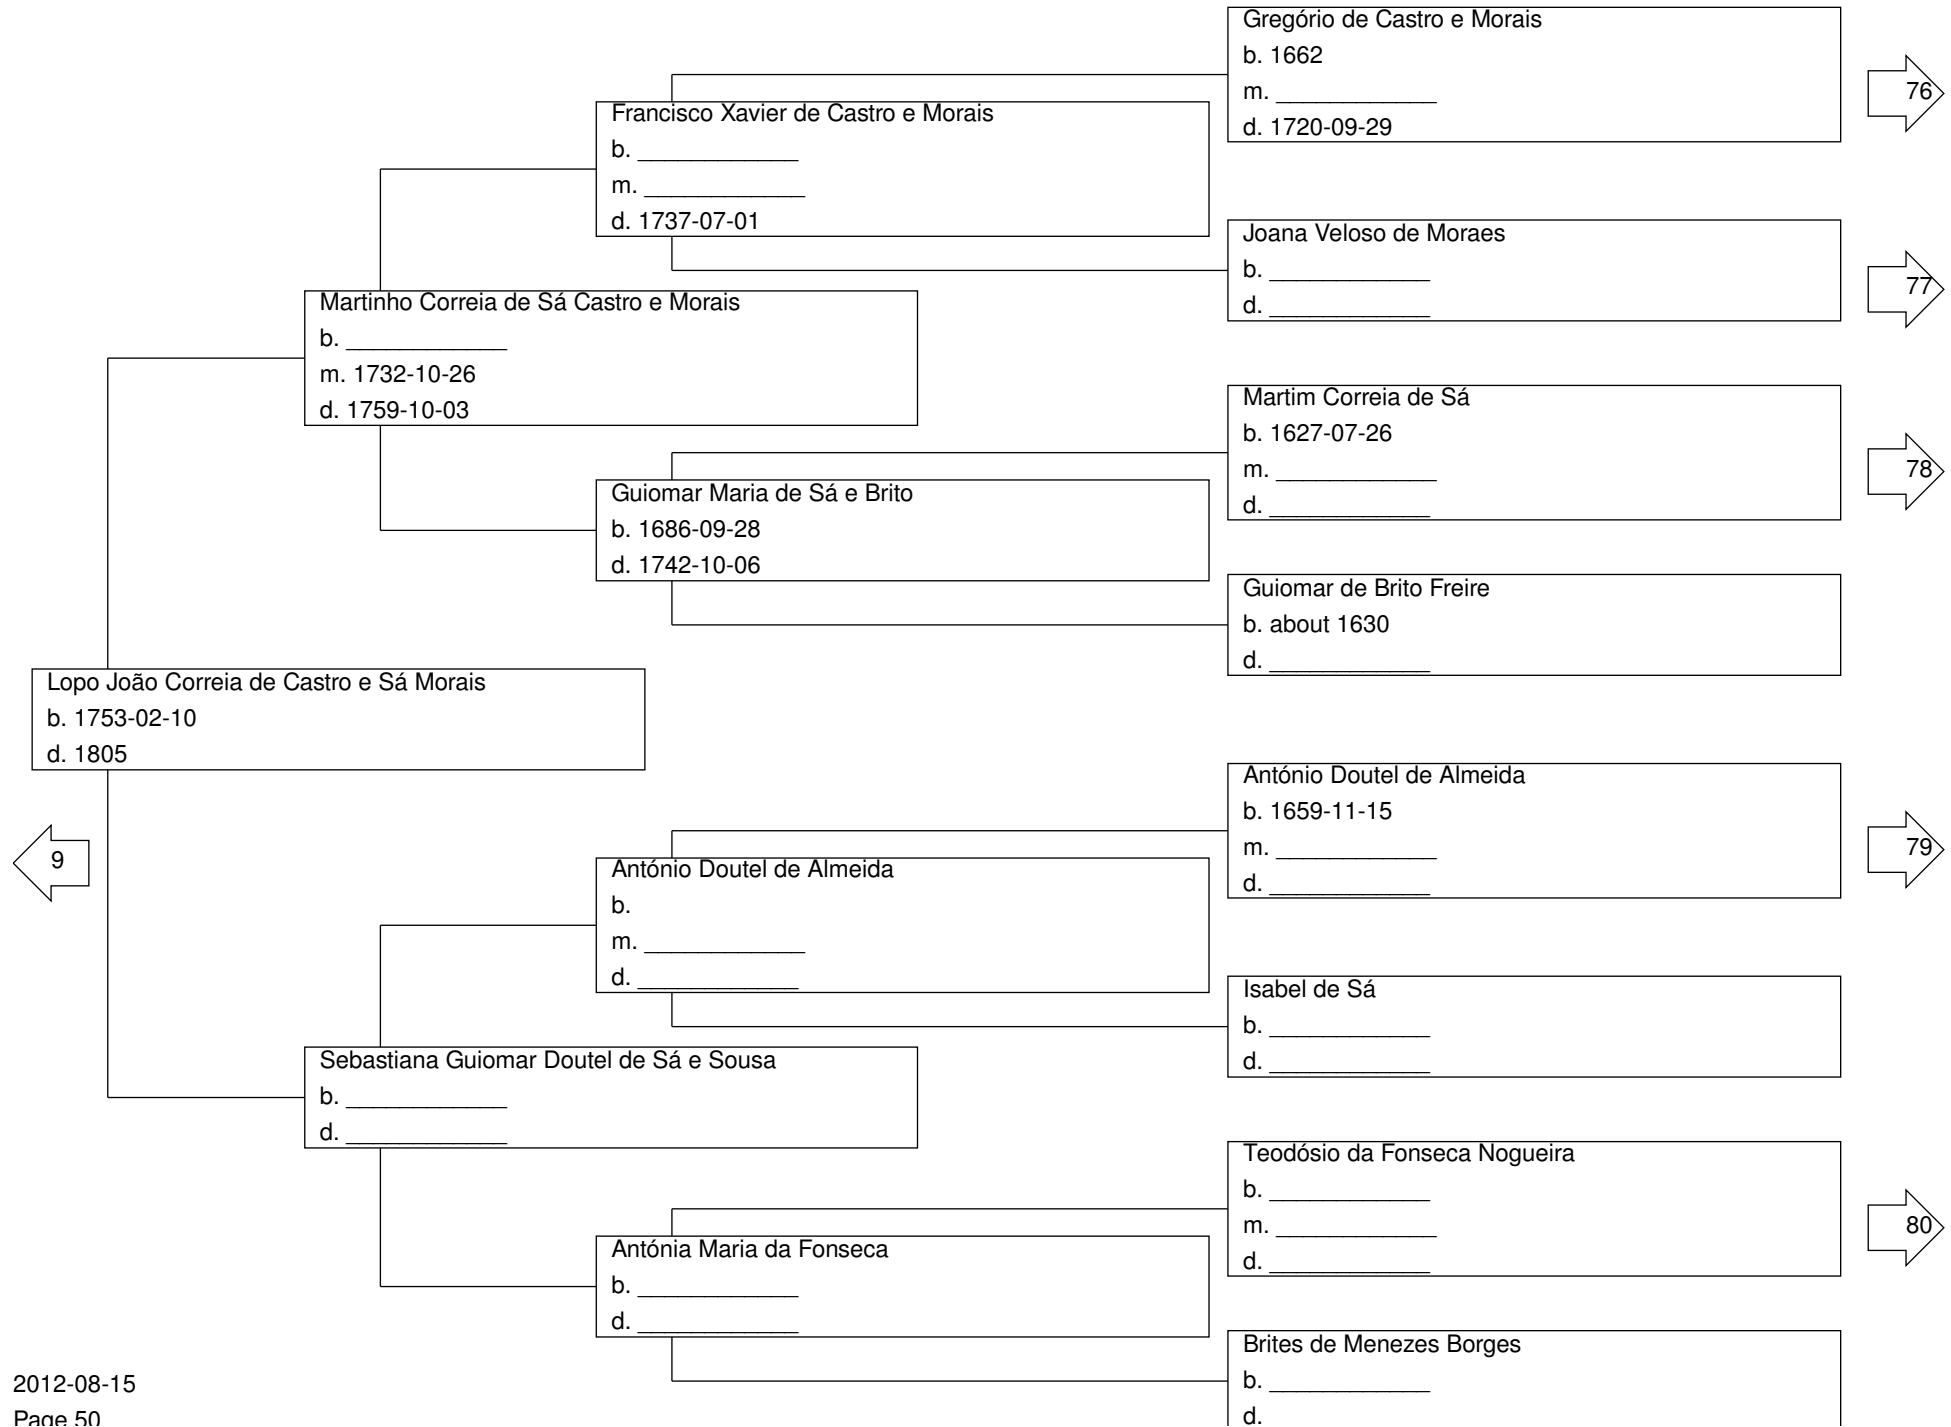 Gregório de Castro e Morais
b. 1662
m. ____________
d. 1720-09-29
76
Francisco Xavier de Castro e Morais
b. ____________
m. ____________
d. 1737-07-01
Joana Veloso de Moraes
b. ____________
d. ____________
77
Martinho Correia de Sá Castro e Morais
b. ____________
m. 1732-10-26
d. 1759-10-03
Martim Correia de Sá
b. 1627-07-26
m. ____________
d. ____________
78
Guiomar Maria de Sá e Brito
b. 1686-09-28
d. 1742-10-06
Guiomar de Brito Freire
b. about 1630
d. ____________
Lopo João Correia de Castro e Sá Morais
b. 1753-02-10
d. 1805
9
António Doutel de Almeida
b. 1659-11-15
m. ____________
d. ____________
79
António Doutel de Almeida
b.
m. ____________
d. ____________
Isabel de Sá
b. ____________
d. ____________
Sebastiana Guiomar Doutel de Sá e Sousa
b. ____________
d. ____________
Teodósio da Fonseca Nogueira
b. ____________
m. ____________
d. ____________
80
Antónia Maria da Fonseca
b. ____________
d. ____________
Brites de Menezes Borges
b. ____________
d.
2012-08-15
Page 50